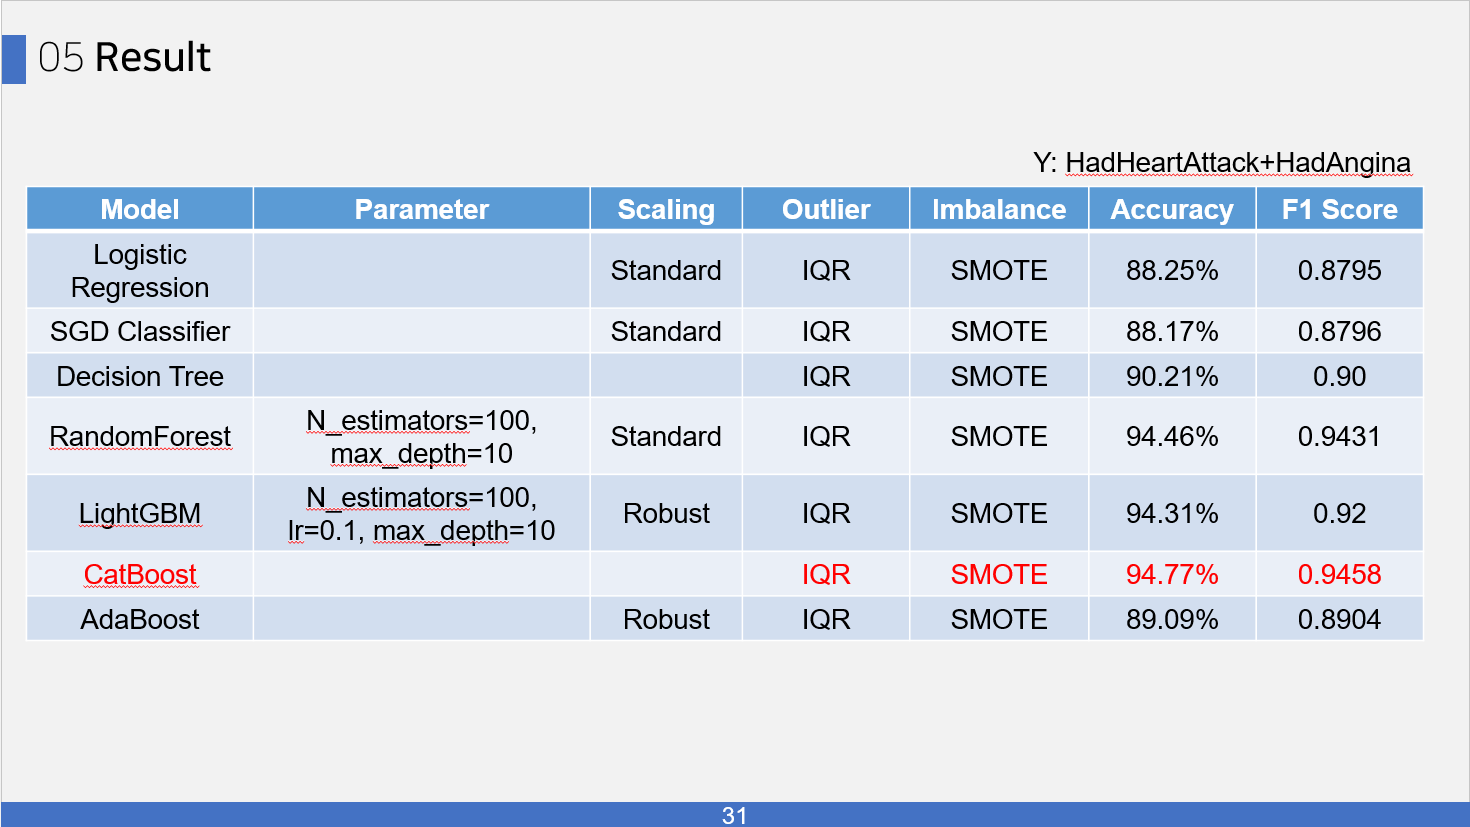 05 Result
Y: HadHeartAttack+HadAngina
Model Parameter Scaling Outlier Imbalance Accuracy F1 Score
Logistic
Regression
Standard IQR SMOTE 88.25% 0.8795
SGD Classifier Standard IQR SMOTE 88.17% 0.8796
Decision Tree IQR SMOTE 90.21% 0.90
RandomForest
N_estimators=100,
max_depth=10
Standard IQR SMOTE 94.46% 0.9431
LightGBM
N_estimators=100,
lr=0.1, max_depth=10
Robust IQR SMOTE 94.31% 0.92
CatBoost IQR SMOTE 94.77% 0.9458
AdaBoost Robust IQR SMOTE 89.09% 0.8904
31